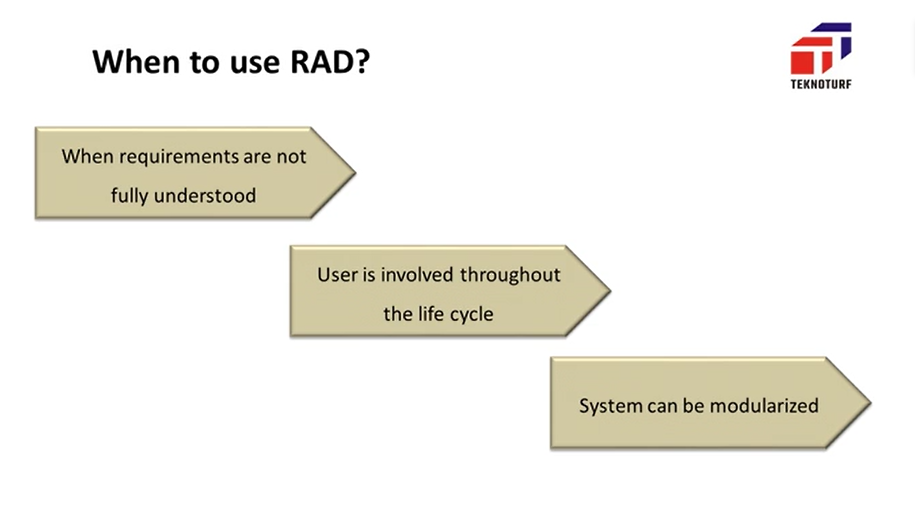 When to use RAD?
TEKNOTURF
When requirements are not
fully understood
User is involved throughout
the life cycle
System can be modularized